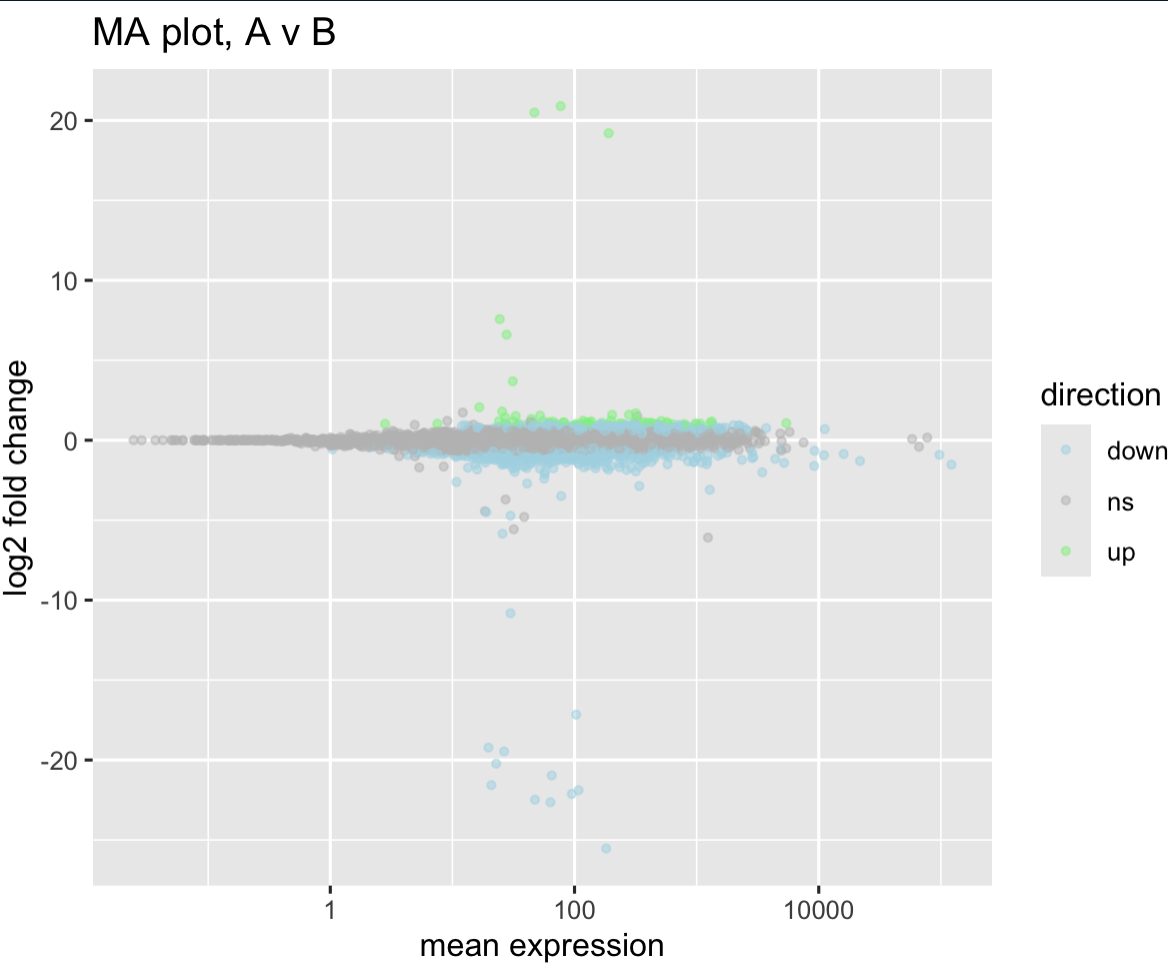 MA plot, A v B
20
10
0
-10
-20
log2 fold change
1
100
10000
mean expression
direction
down
ns
up